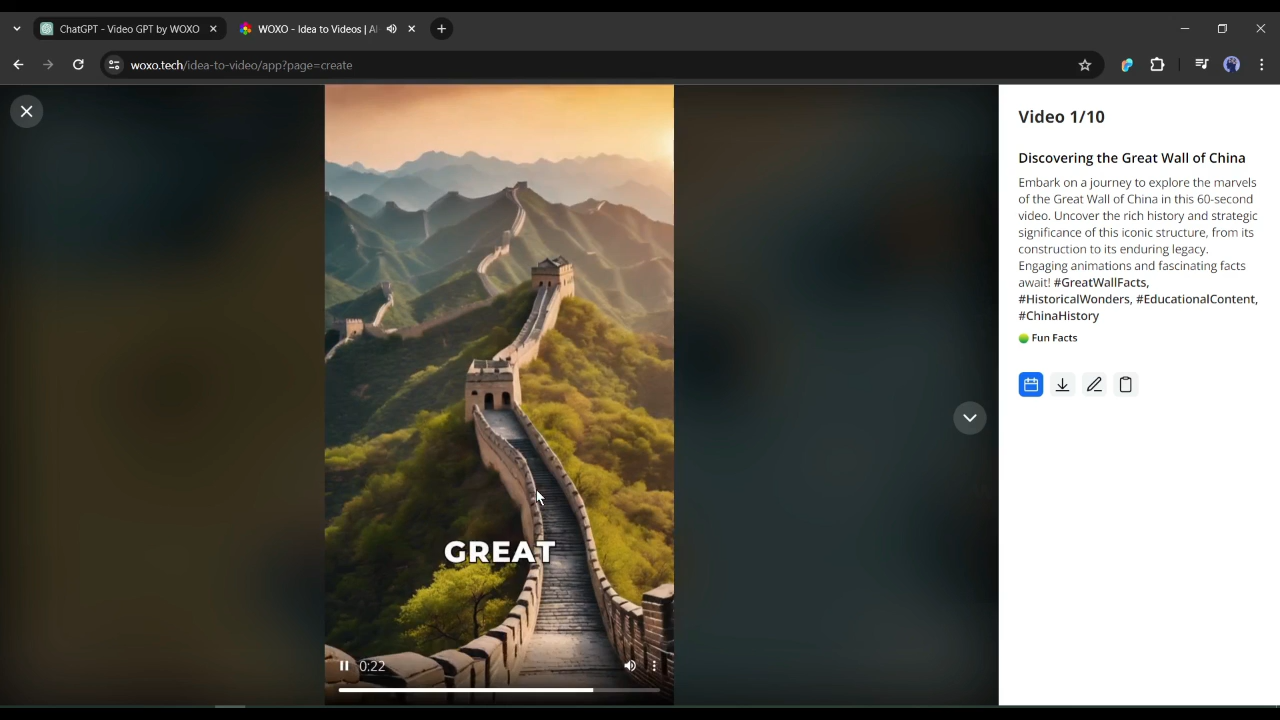 ChatGPT - Video GPT by WOXO
WOXO - Idea to Videos | AI
woxo.tech/idea-to-video/app?page=create
Video 1/10
Discovering the Great Wall of China
Embark on a journey to explore the marvels
of the Great Wall of China in this 60-second
video. Uncover the rich history and strategic
significance of this iconic structure, from its
construction to its enduring legacy.
Engaging animations and fascinating facts
await! #GreatWallFacts,
#HistoricalWonders, #EducationalContent,
#ChinaHistory
Fun Facts
GREAT
0:22